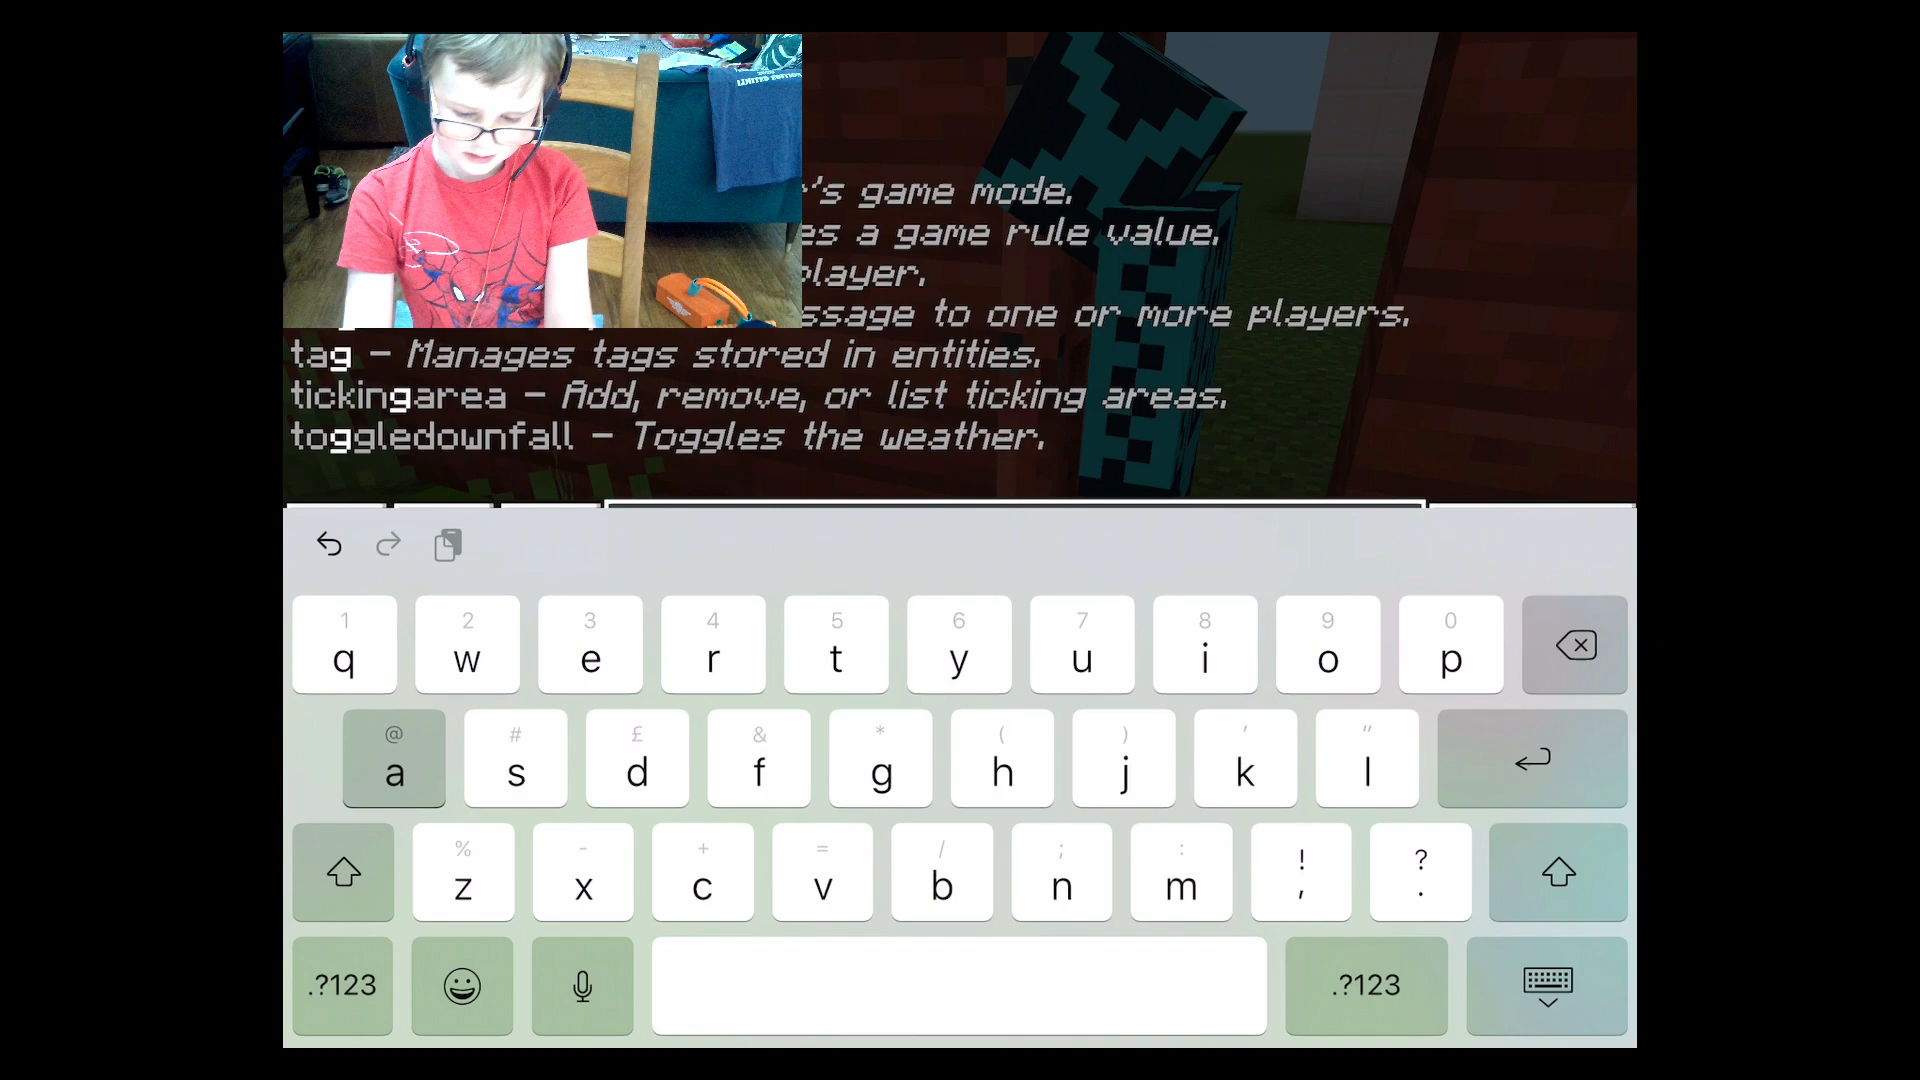 LIMITED EDITION
's game mode.
es a game rule value.
player.
ssage to one or more players.
tag – Manages tags stored in entities.
tickingarea – Add, remove, or list ticking areas.
toggledownfall – Toggles the weather.
1 2 3 4 5 6 7 8 9 0
q w e r t y u i o p
@ # £ & * ( ) ' "
a s d f g h j k l
% - + = / ; : ! ?
z x c v b n m , .
.?123 .?123